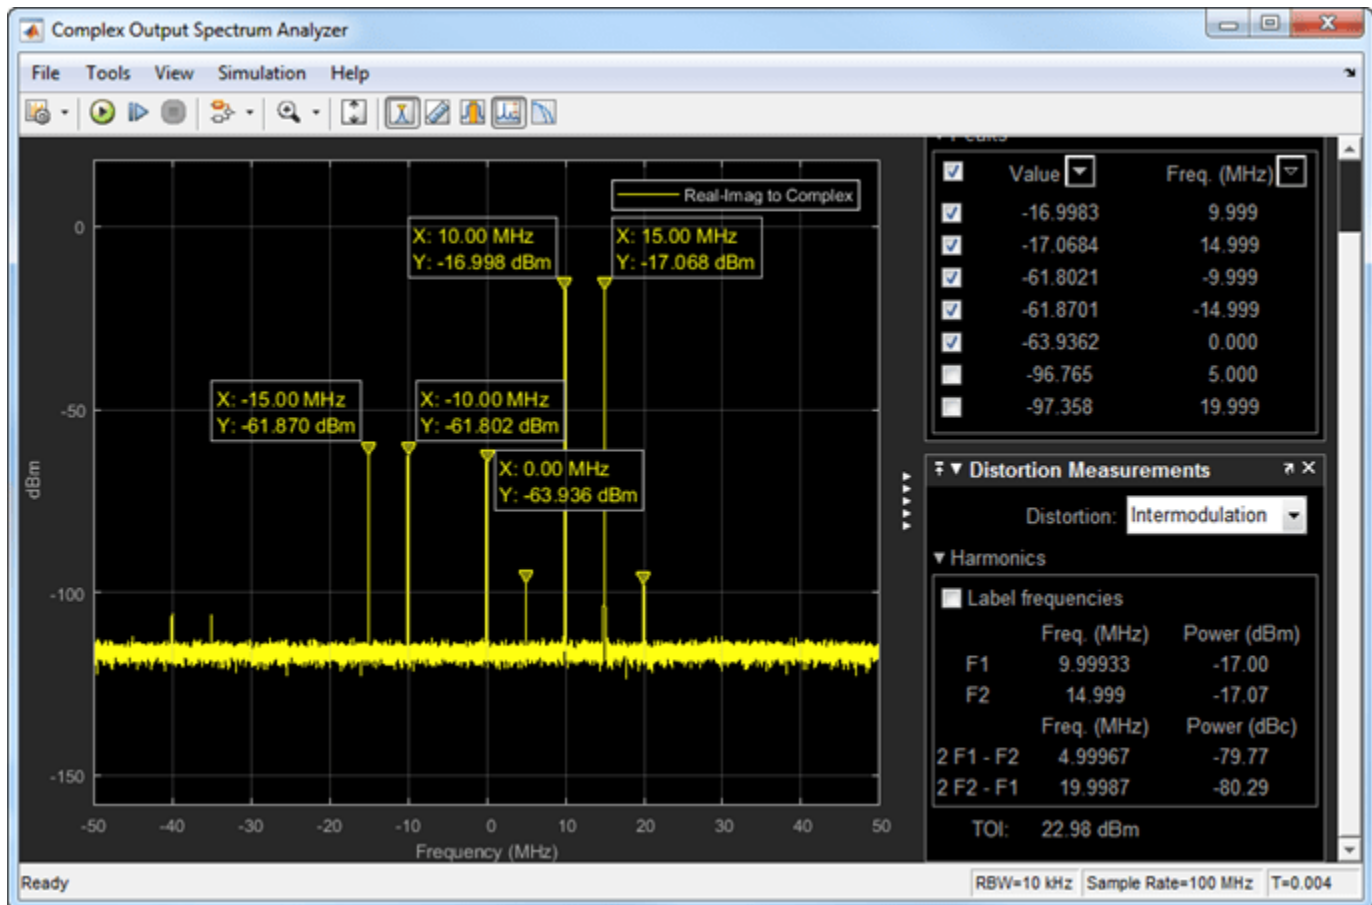 Complex Output Spectrum Analyzer
File Tools View Simulation Help
Real-Imag to Complex
X: 10.00 MHz
Y: -16.998 dBm
X: 15.00 MHz
Y: -17.068 dBm
X: -15.00 MHz
Y: -61.870 dBm
X: -10.00 MHz
Y: -61.802 dBm
X: 0.00 MHz
Y: -63.936 dBm
0
-50
-100
-150
dBm
-50 -40 -30 -20 -10 0 10 20 30 40 50
Frequency (MHz)
Peaks
Value Freq. (MHz)
-16.9983 9.999
-17.0684 14.999
-61.8021 -9.999
-61.8701 -14.999
-63.9362 0.000
-96.765 5.000
-97.358 19.999
Distortion Measurements
Distortion: Intermodulation
Harmonics
Label frequencies
Freq. (MHz) Power (dBm)
F1 9.99933 -17.00
F2 14.999 -17.07
Freq. (MHz) Power (dBc)
2 F1 - F2 4.99967 -79.77
2 F2 - F1 19.9987 -80.29
TOI: 22.98 dBm
Ready
RBW=10 kHz Sample Rate=100 MHz T=0.004